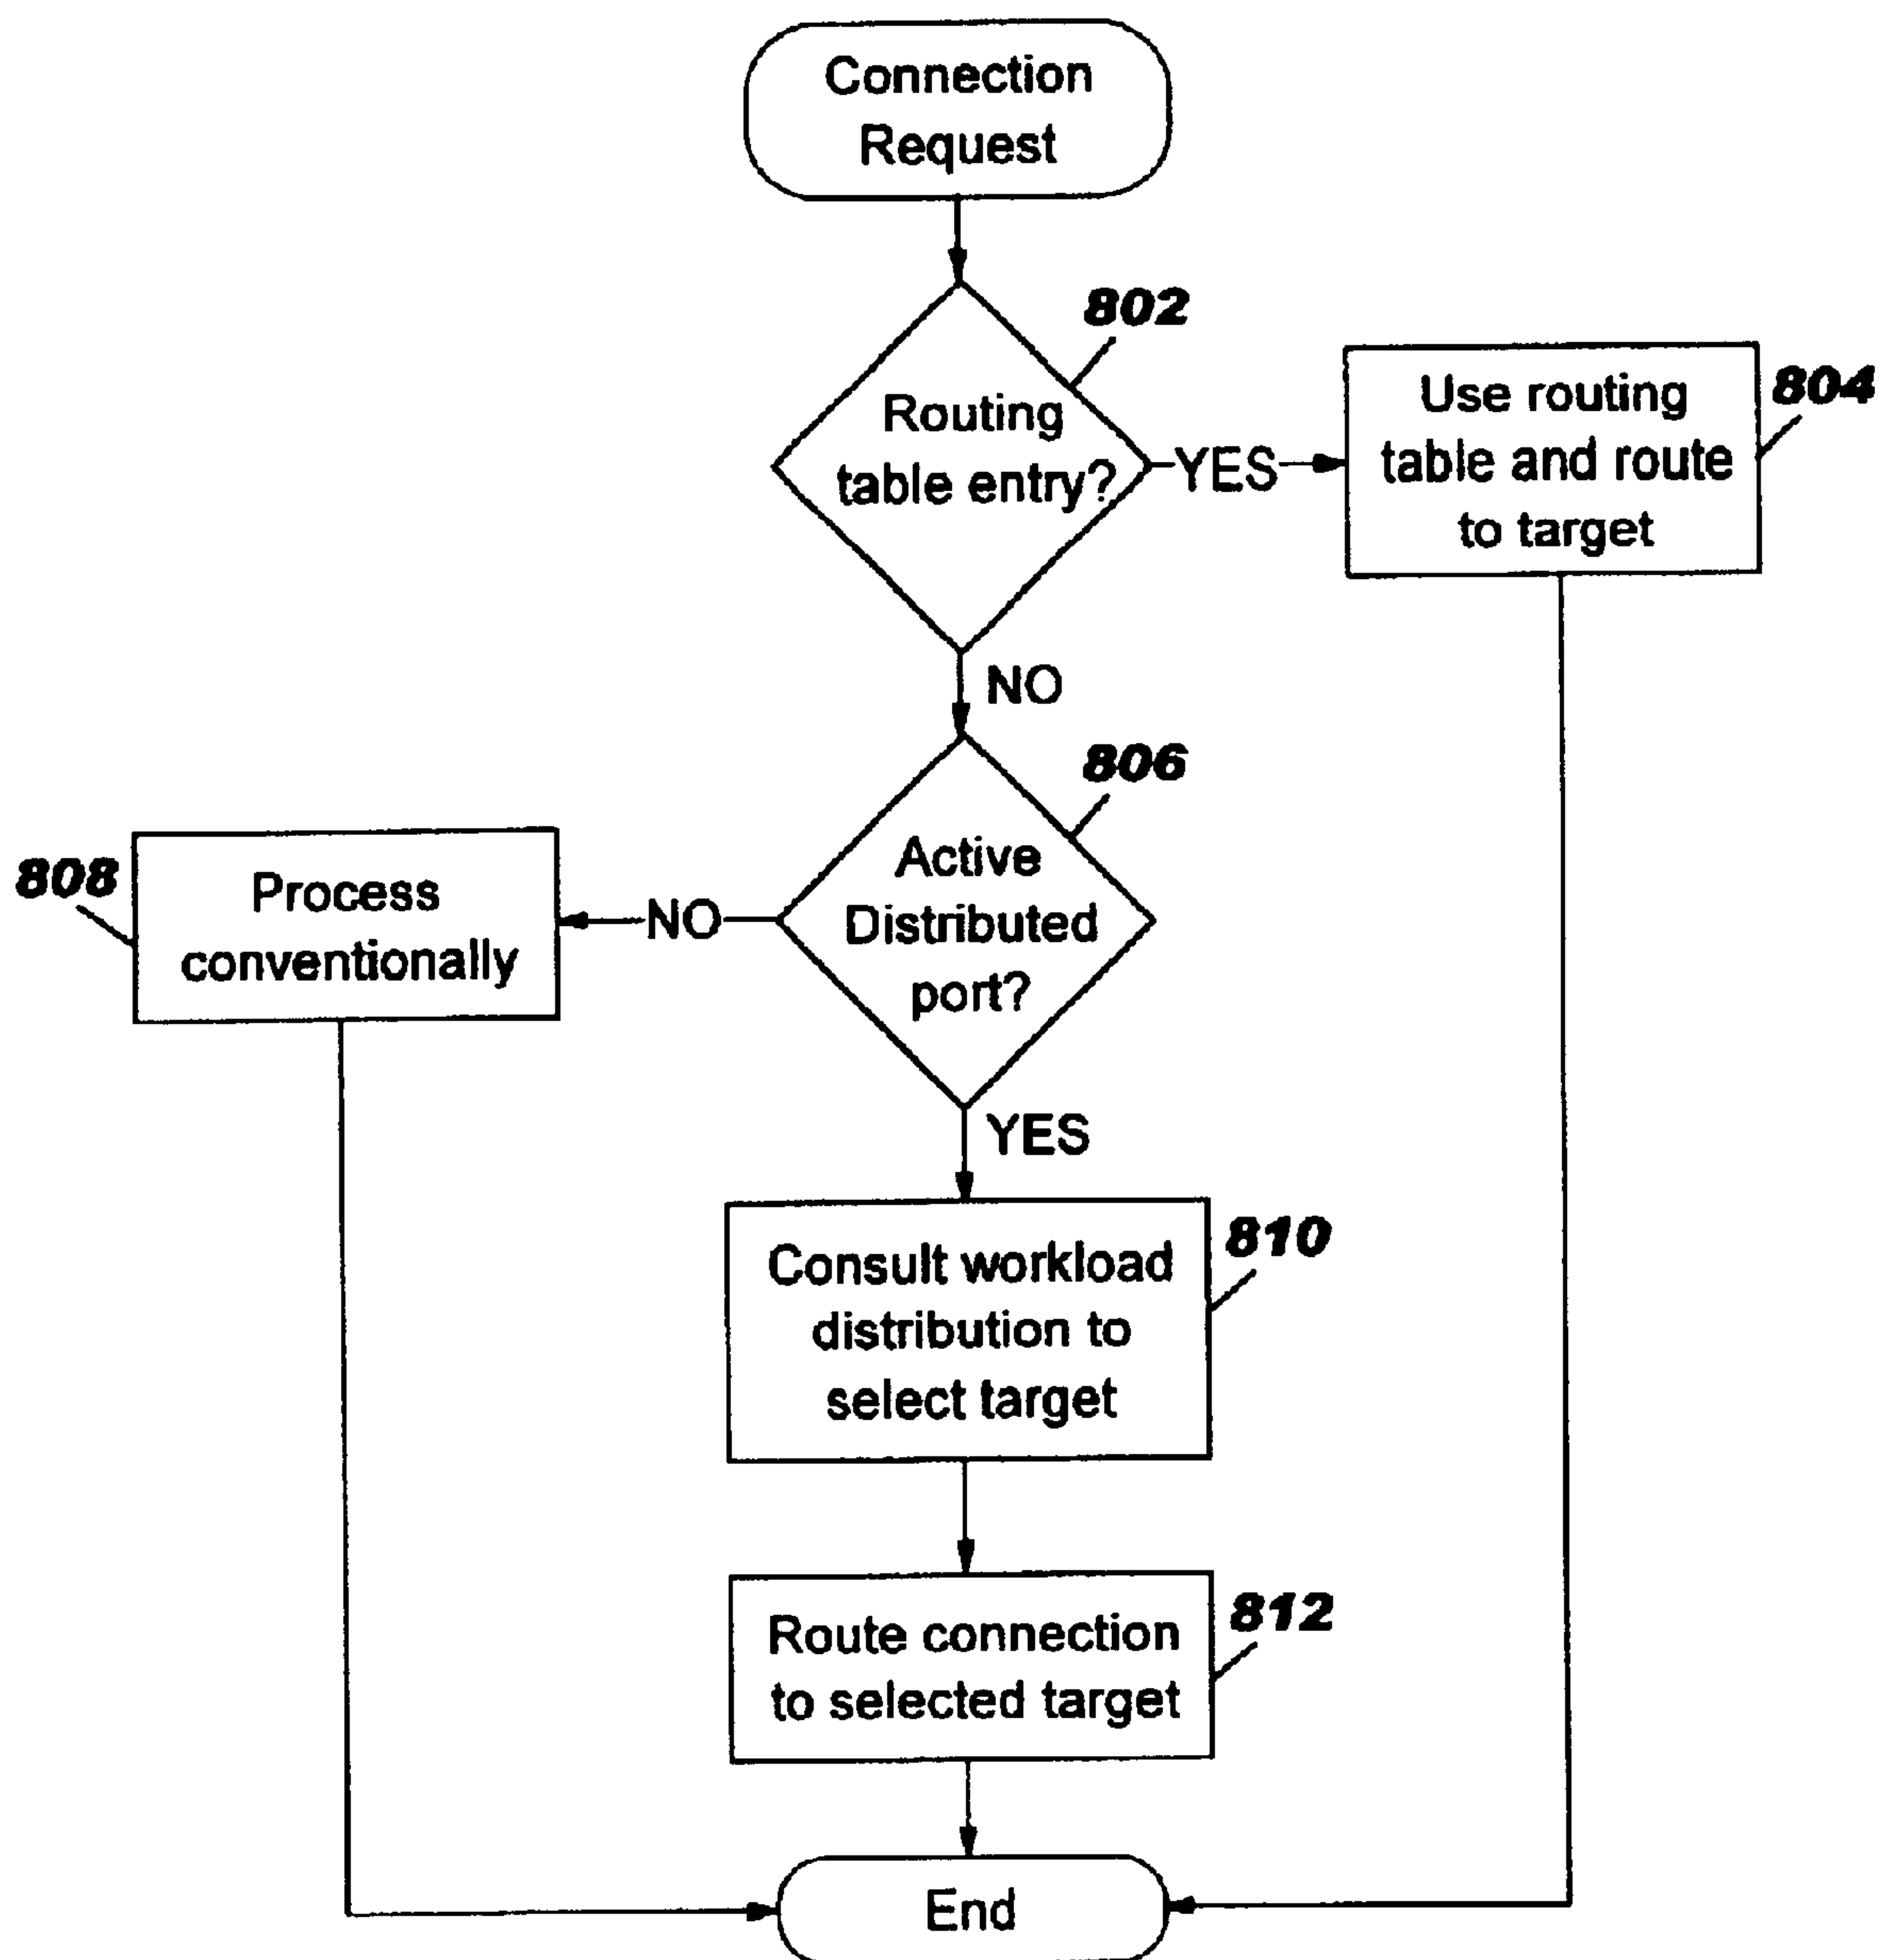 Connection
Request
802
Routing
table entry?
YES
Use routing
table and route
to target
804
NO
806
Active
Distributed
port?
NO
808
Process
conventionally
YES
Consult workload
distribution to
select target
810
Route connection
to selected target
812
End